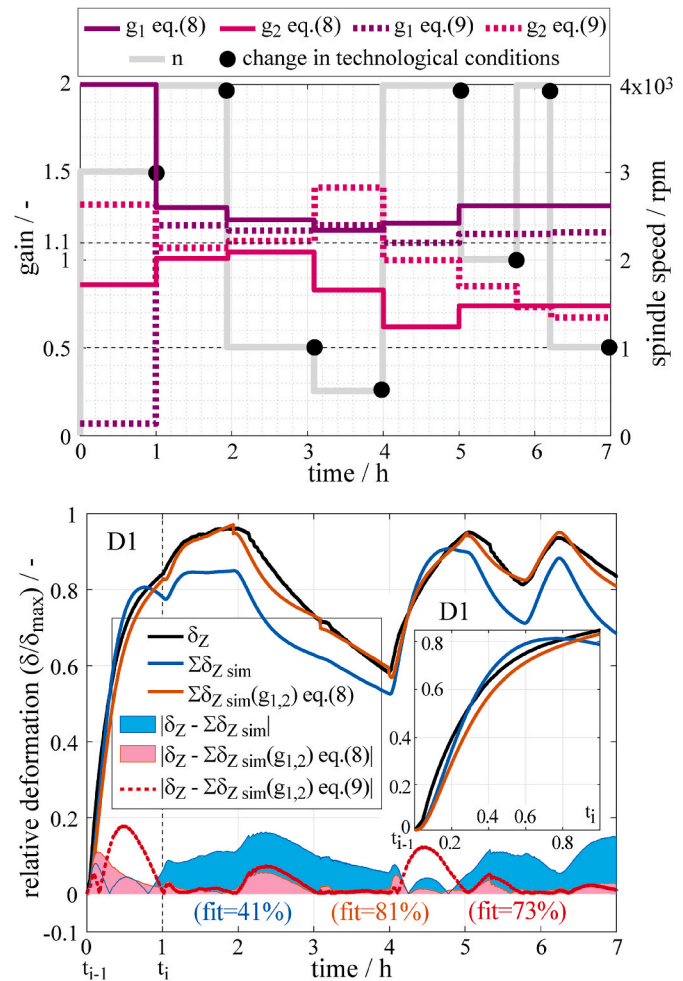 g1 eq.(8) g2 eq.(8) g1 eq.(9) g2 eq.(9)
n change in technological conditions
2
1.5
1.1
1
0.5
0
gain / -
4x10³
3
2
1
0
spindle speed / rpm
0 1 2 3 4 5 6 7
time / h
D1
1
0.8
0.6
0.4
0.2
0
-0.1
relative deformation (δ/δmax) / -
δZ
ΣδZ sim
ΣδZ sim(g1,2) eq.(8)
|δZ - ΣδZ sim|
|δZ - ΣδZ sim(g1,2) eq.(8)|
|δZ - ΣδZ sim(g1,2) eq.(9)|
D1
0.8
0.6
0.4
0.2
0
ti-1 0.2 0.4 0.6 0.8 ti
(fit=41%) (fit=81%) (fit=73%)
0 1 2 3 4 5 6 7
ti-1 ti time / h